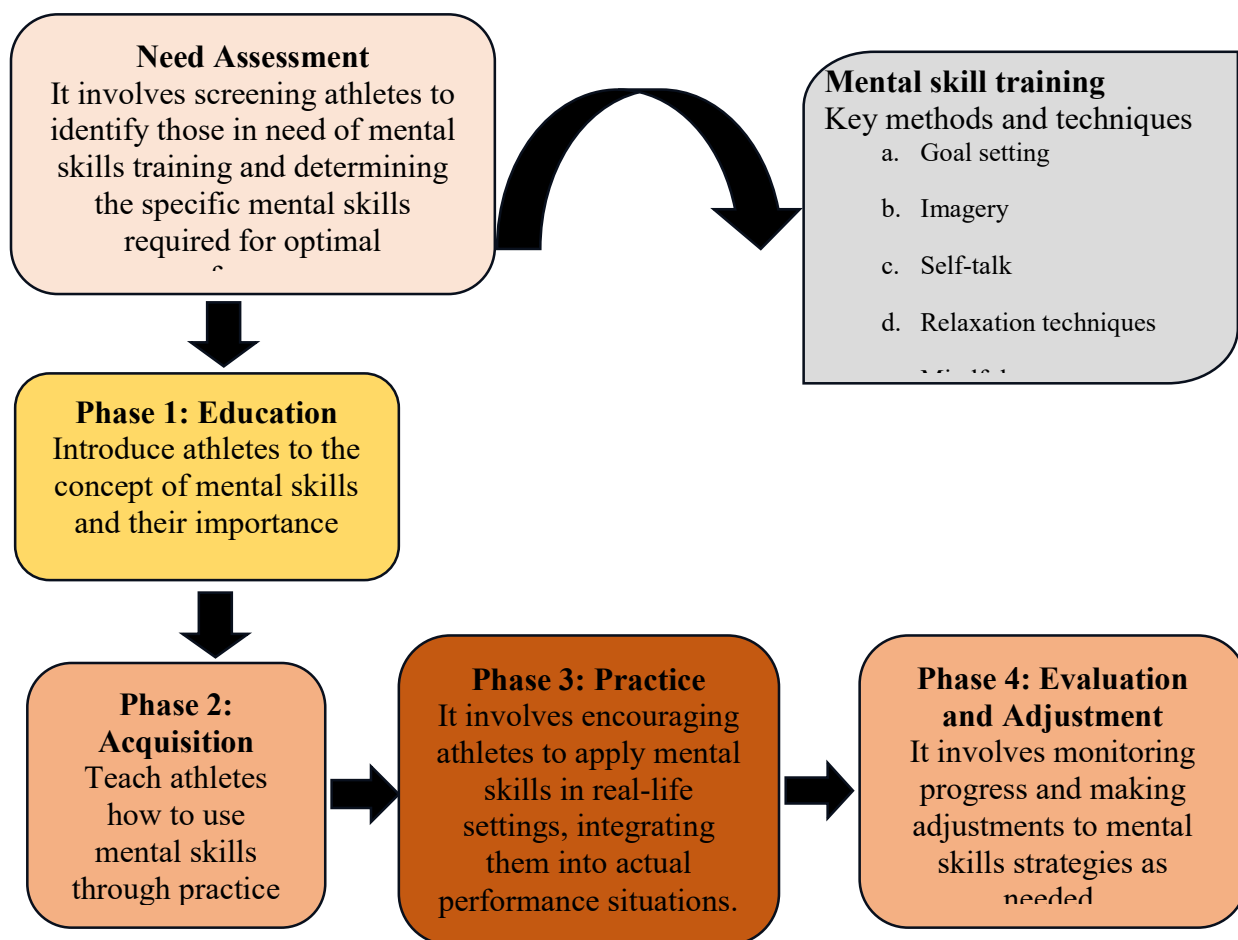 Need Assessment
It involves screening athletes to
identify those in need of mental
skills training and determining
the specific mental skills
required for optimal
Mental skill training
Key methods and techniques
a. Goal setting
b. Imagery
c. Self-talk
d. Relaxation techniques
Phase 1: Education
Introduce athletes to the
concept of mental skills
and their importance
Phase 2:
Acquisition
Teach athletes
how to use
mental skills
through practice
Phase 3: Practice
It involves encouraging
athletes to apply mental
skills in real-life
settings, integrating
them into actual
performance situations.
Phase 4: Evaluation
and Adjustment
It involves monitoring
progress and making
adjustments to mental
skills strategies as
needed